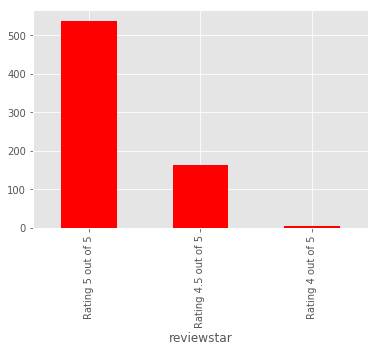 500
400
300
200
100
0
Rating 5 out of 5
Rating 4.5 out of 5
Rating 4 out of 5
reviewstar